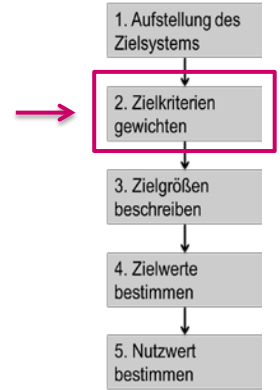 1. Aufstellung des
Zielsystems
2. Zielkriterien
gewichten
3. Zielgrößen
beschreiben
4. Zielwerte
bestimmen
5. Nutzwert
bestimmen